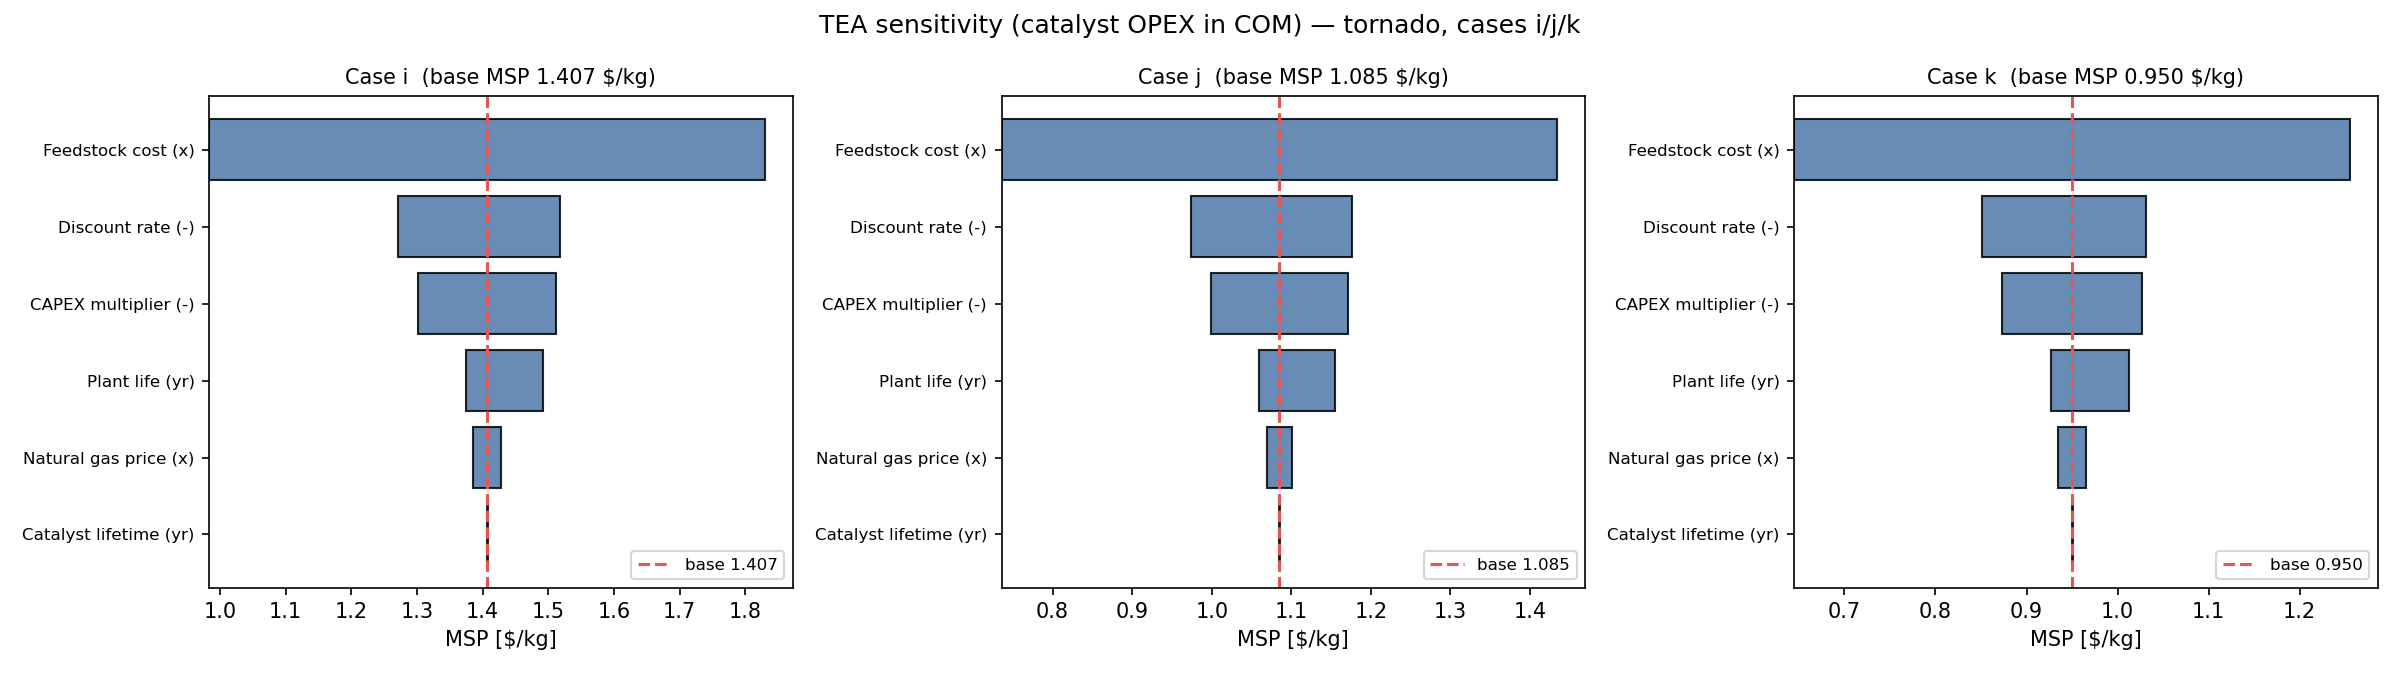 TEA sensitivity (catalyst OPEX in COM) — tornado, cases i/j/k
Case i  (base MSP 1.407 $/kg)
Feedstock cost (x)
Discount rate (-)
CAPEX multiplier (-)
Plant life (yr)
Natural gas price (x)
Catalyst lifetime (yr)
base 1.407
1.0 1.1 1.2 1.3 1.4 1.5 1.6 1.7 1.8
MSP [$/kg]
Case j  (base MSP 1.085 $/kg)
Feedstock cost (x)
Discount rate (-)
CAPEX multiplier (-)
Plant life (yr)
Natural gas price (x)
Catalyst lifetime (yr)
base 1.085
0.8 0.9 1.0 1.1 1.2 1.3 1.4
MSP [$/kg]
Case k  (base MSP 0.950 $/kg)
Feedstock cost (x)
Discount rate (-)
CAPEX multiplier (-)
Plant life (yr)
Natural gas price (x)
Catalyst lifetime (yr)
base 0.950
0.7 0.8 0.9 1.0 1.1 1.2
MSP [$/kg]